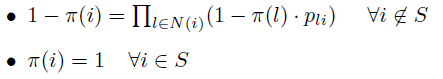 • 1 − π(i) = ∏_{l∈N(i)}(1 − π(l) · p_{li})    ∀i ∉ S
• π(i) = 1    ∀i ∈ S